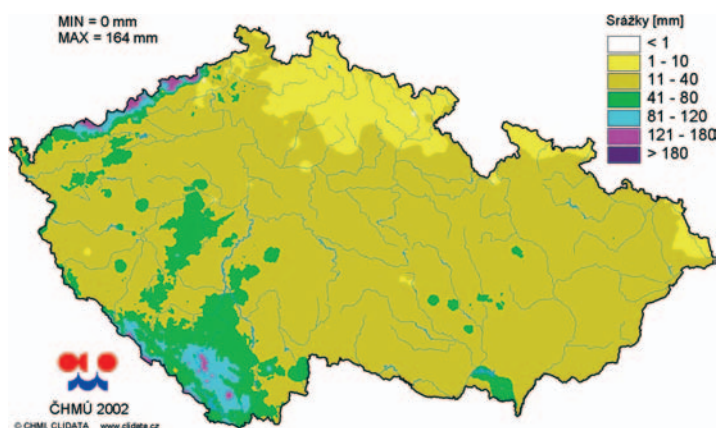 MIN = 0 mm
MAX = 164 mm
Srážky [mm]
< 1
1 - 10
11 - 40
41 - 80
81 - 120
121 - 180
> 180
ČHMÚ 2002
© CHMI, CLIDATA www.clidata.cz